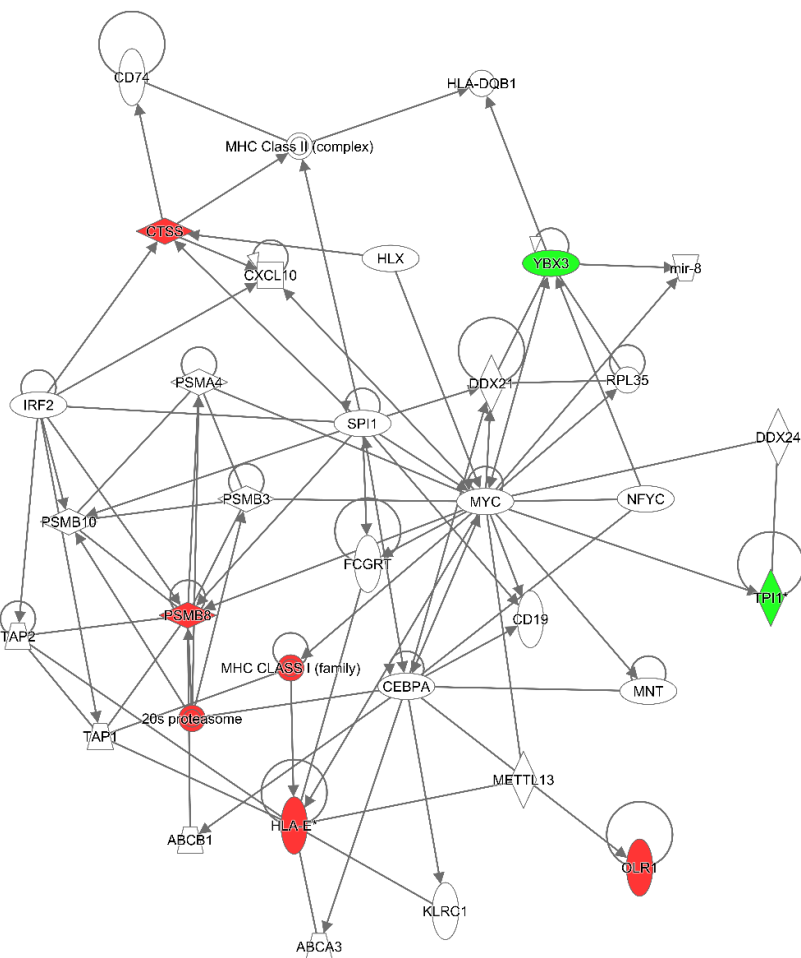 CD74
HLA-DQB1
MHC Class II (complex)
CTSS
HLX
YBX3
mir-8
CXCL10
PSMA4
DDX21
RPL35
IRF2
SPI1
DDX24
PSMB3
MYC
NFYC
PSMB10
FCGRT
TPI1*
PSMB8
CD19
TAP2
MHC CLASS I (family)
CEBPA
MNT
20s proteasome
TAP1
METTL13
HLA-E*
ABCB1
OLR1
KLRC1
ABCA3